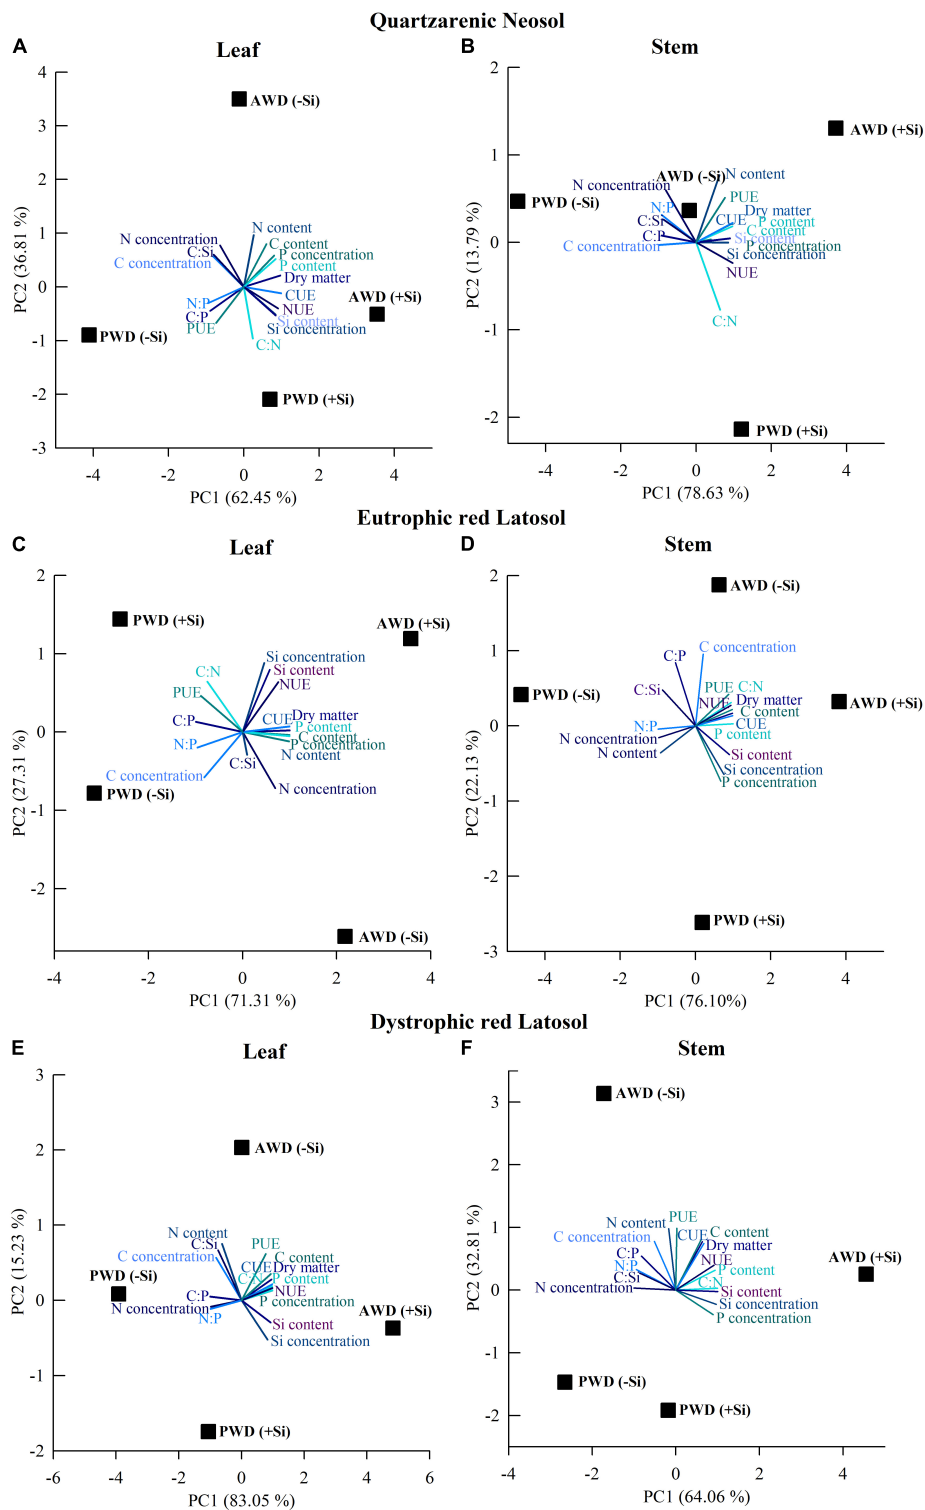 Quartzarenic Neosol
A
Leaf
4
3
2
1
0
-1
-2
-3
PC2 (36.81 %)
AWD (-Si)
N content
N concentration
C content
C:Si
P concentration
C concentration
P content
Dry matter
CUE
AWD (+Si)
N:P
NUE
C:P
Si content
PUE
Si concentration
PWD (-Si)
C:N
PWD (+Si)
-4
-2
0
2
4
PC1 (62.45 %)
B
Stem
2
1
0
-1
-2
PC2 (13.79 %)
AWD (+Si)
AWD (-Si)
N content
N concentration
PWD (-Si)
PUE
N:P
Dry matter
C:Si
CUE
P content
C content
C:P
Si content
C concentration
P concentration
Si concentration
NUE
C:N
PWD (+Si)
-4
-2
0
2
4
PC1 (78.63 %)
Eutrophic red Latosol
C
Leaf
2
1
0
-1
-2
PC2 (27.31 %)
PWD (+Si)
AWD (+Si)
Si concentration
C:N
Si content
NUE
PUE
C:P
CUE
Dry matter
P content
N:P
C content
P concentration
N content
C:Si
C concentration
N concentration
PWD (-Si)
AWD (-Si)
-4
-2
0
2
4
PC1 (71.31 %)
D
Stem
2
1
0
-1
-2
-3
PC2 (22.13 %)
AWD (-Si)
C concentration
C:P
C:Si
PUE
C:N
PWD (-Si)
NUE
Dry matter
AWD (+Si)
C content
N:P
CUE
N concentration
P content
N content
Si content
Si concentration
P concentration
PWD (+Si)
-4
-2
0
2
4
PC1 (76.10%)
Dystrophic red Latosol
E
Leaf
3
2
1
0
-1
-2
PC2 (15.23 %)
AWD (-Si)
N content
C:Si
PUE
C concentration
C content
CUE
Dry matter
PWD (-Si)
C:N
P content
C:P
NUE
P concentration
N concentration
AWD (+Si)
N:P
Si content
Si concentration
PWD (+Si)
-6
-4
-2
0
2
4
6
PC1 (83.05 %)
F
Stem
3
2
1
0
-1
-2
PC2 (32.81 %)
AWD (-Si)
PUE
N content
C concentration
CUE
C content
Dry matter
C:P
NUE
AWD (+Si)
N:P
P content
C:Si
C:N
N concentration
Si content
Si concentration
P concentration
PWD (-Si)
PWD (+Si)
-4
-2
0
2
4
PC1 (64.06 %)